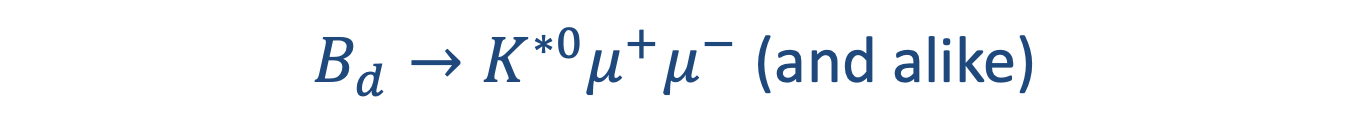 B_d → K^{*0}μ^+μ^− (and alike)